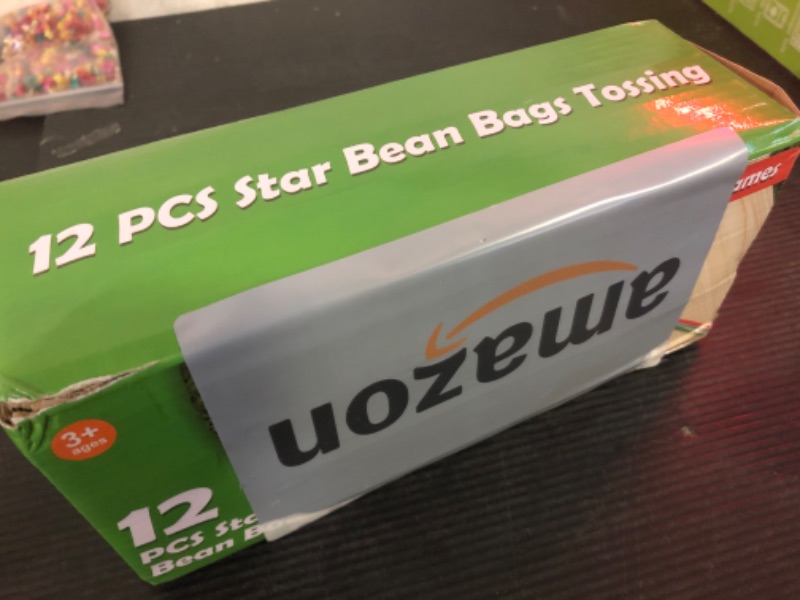 12 PCS Star Bean Bags Tossing
ames
amazon
3+
ages
12
PCS Sta
Bean B